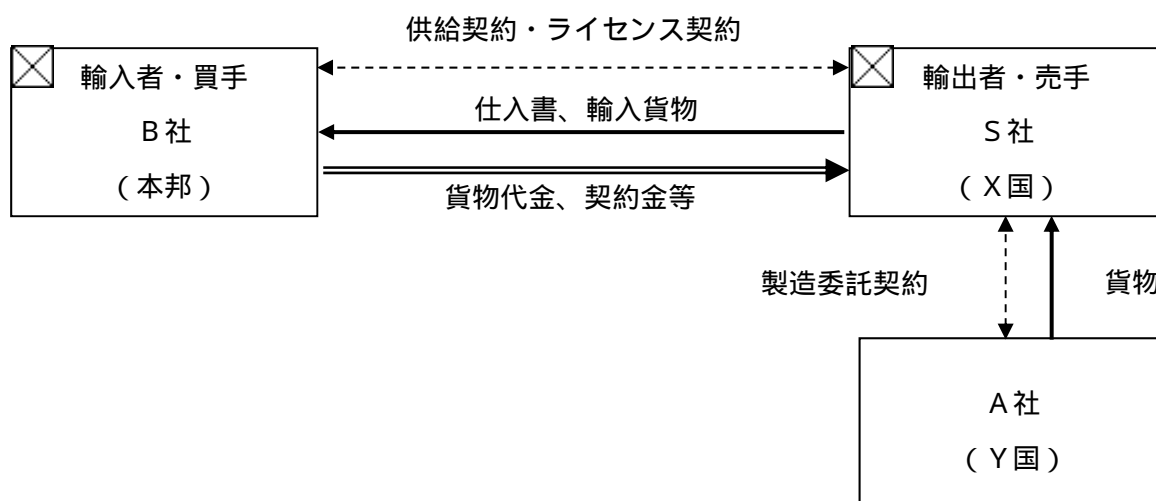 供給契約・ライセンス契約
輸入者・買手
B社
(本邦)
輸出者・売手
S社
(X国)
仕入書、輸入貨物
貨物代金、契約金等
製造委託契約
貨物
A社
(Y国)